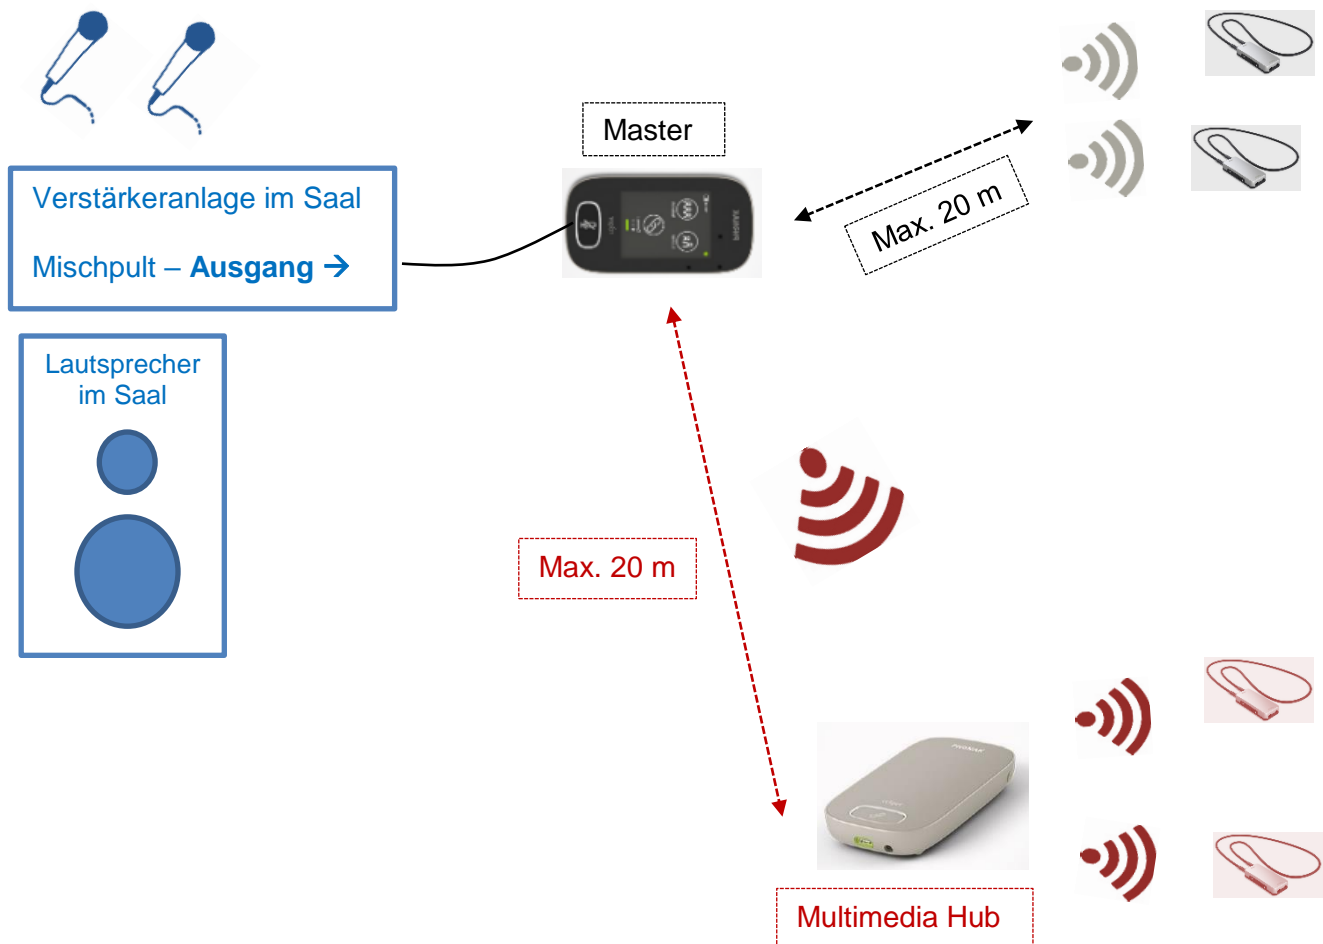 Master
Verstärkeranlage im Saal
Mischpult – Ausgang →
Max. 20 m
Lautsprecher
im Saal
Max. 20 m
Multimedia Hub